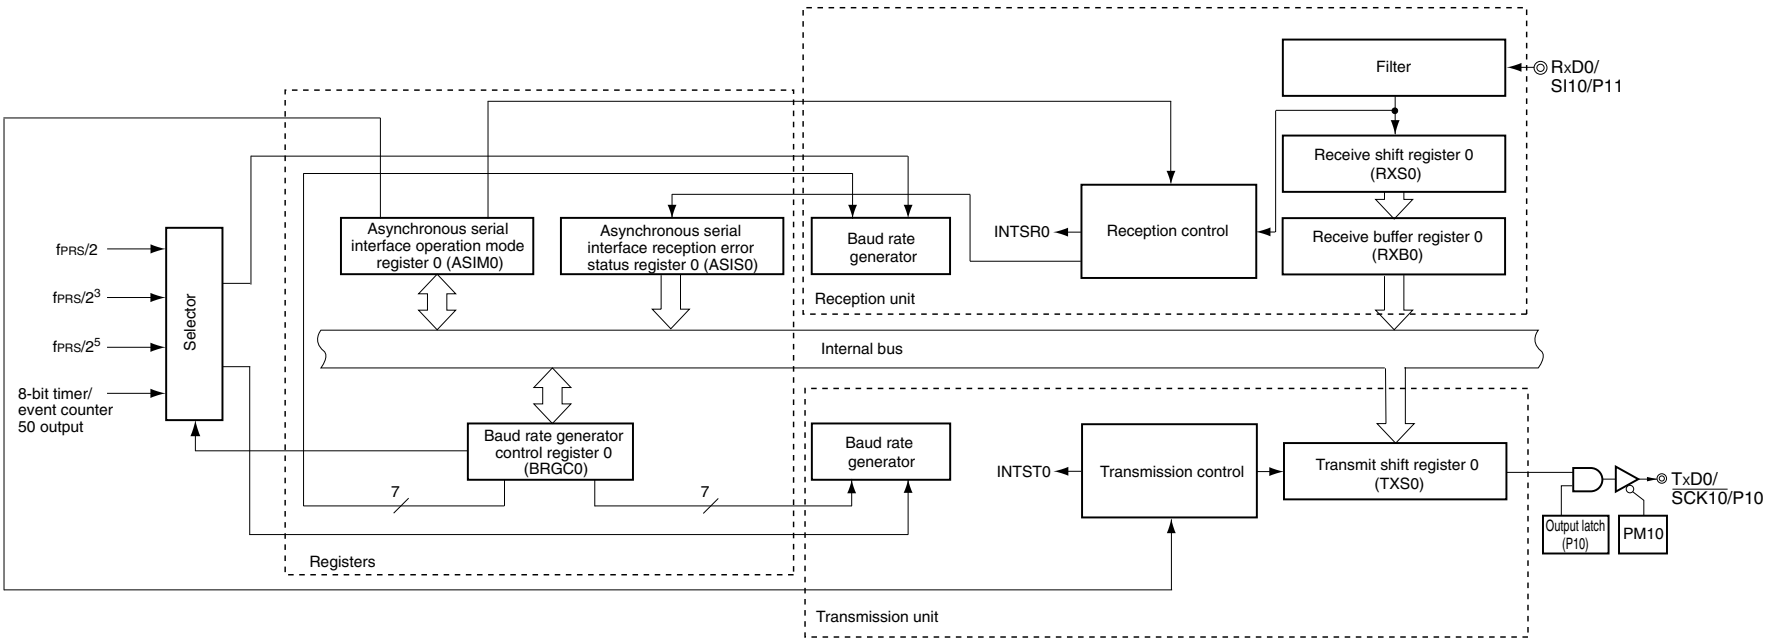 Filter
RxD0/
SI10/P11
Receive shift register 0
(RXS0)
Asynchronous serial
interface operation mode
register 0 (ASIM0)
Asynchronous serial
interface reception error
status register 0 (ASIS0)
Baud rate
generator
INTSR0
Reception control
Receive buffer register 0
(RXB0)
Reception unit
fPRS/2
fPRS/2³
fPRS/2⁵
8-bit timer/
event counter
50 output
Selector
Internal bus
Baud rate generator
control register 0
(BRGC0)
7
7
Baud rate
generator
INTST0
Transmission control
Transmit shift register 0
(TXS0)
TxD0/
SCK10/P10
Output latch
(P10)
PM10
Registers
Transmission unit